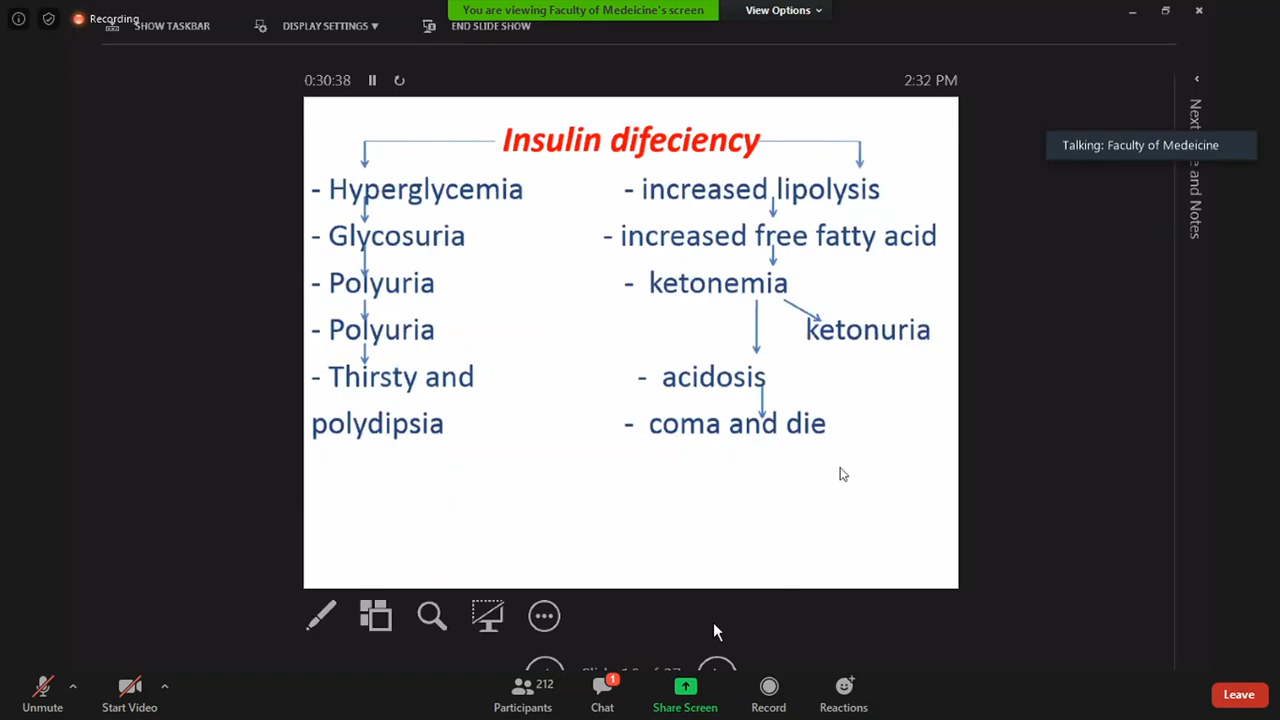 Recording
You are viewing Faculty of Medeicine's screen
View Options
SHOW TASKBAR
DISPLAY SETTINGS
END SLIDE SHOW
0:30:38
2:32 PM
Talking: Faculty of Medeicine
Insulin difeciency
- Hyperglycemia
- Glycosuria
- Polyuria
- Polyuria
- Thirsty and
polydipsia
- increased lipolysis
- increased free fatty acid
- ketonemia
ketonuria
- acidosis
- coma and die
Next
and Notes
Unmute
Start Video
212
Participants
1
Chat
Share Screen
Record
Reactions
Leave